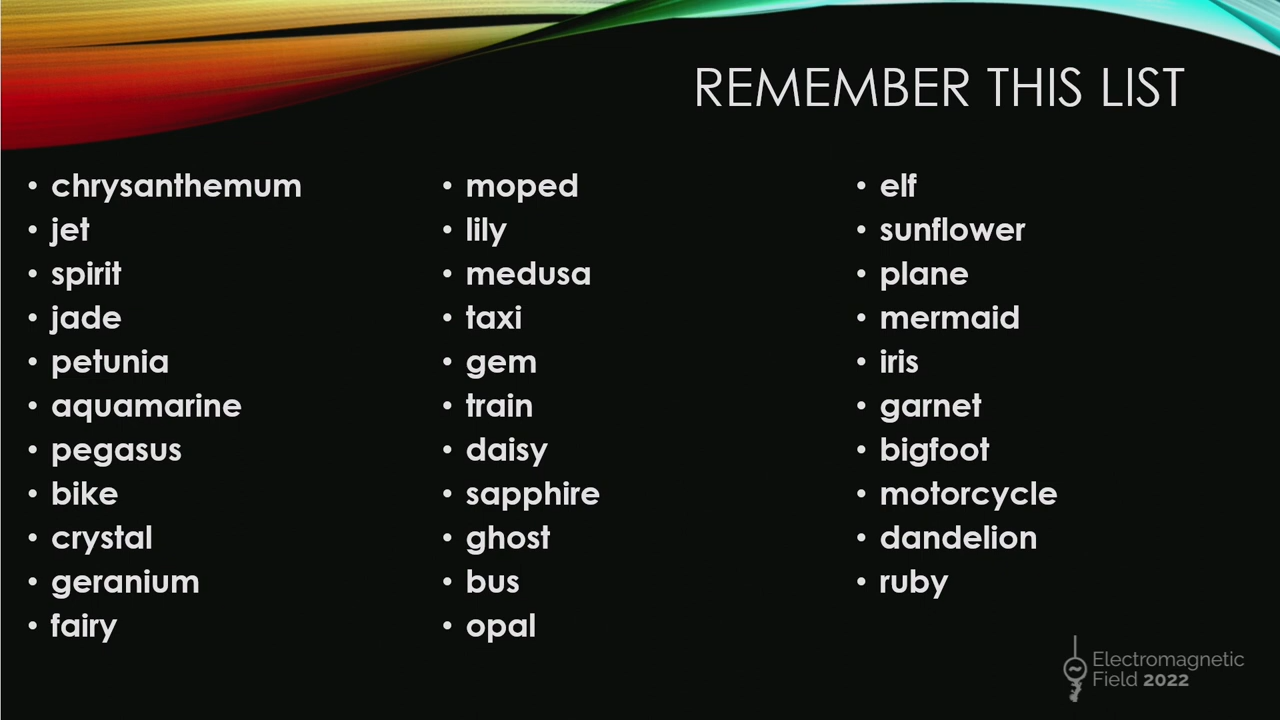 REMEMBER THIS LIST
• chrysanthemum
• jet
• spirit
• jade
• petunia
• aquamarine
• pegasus
• bike
• crystal
• geranium
• fairy
• moped
• lily
• medusa
• taxi
• gem
• train
• daisy
• sapphire
• ghost
• bus
• opal
• elf
• sunflower
• plane
• mermaid
• iris
• garnet
• bigfoot
• motorcycle
• dandelion
• ruby
Electromagnetic
Field 2022